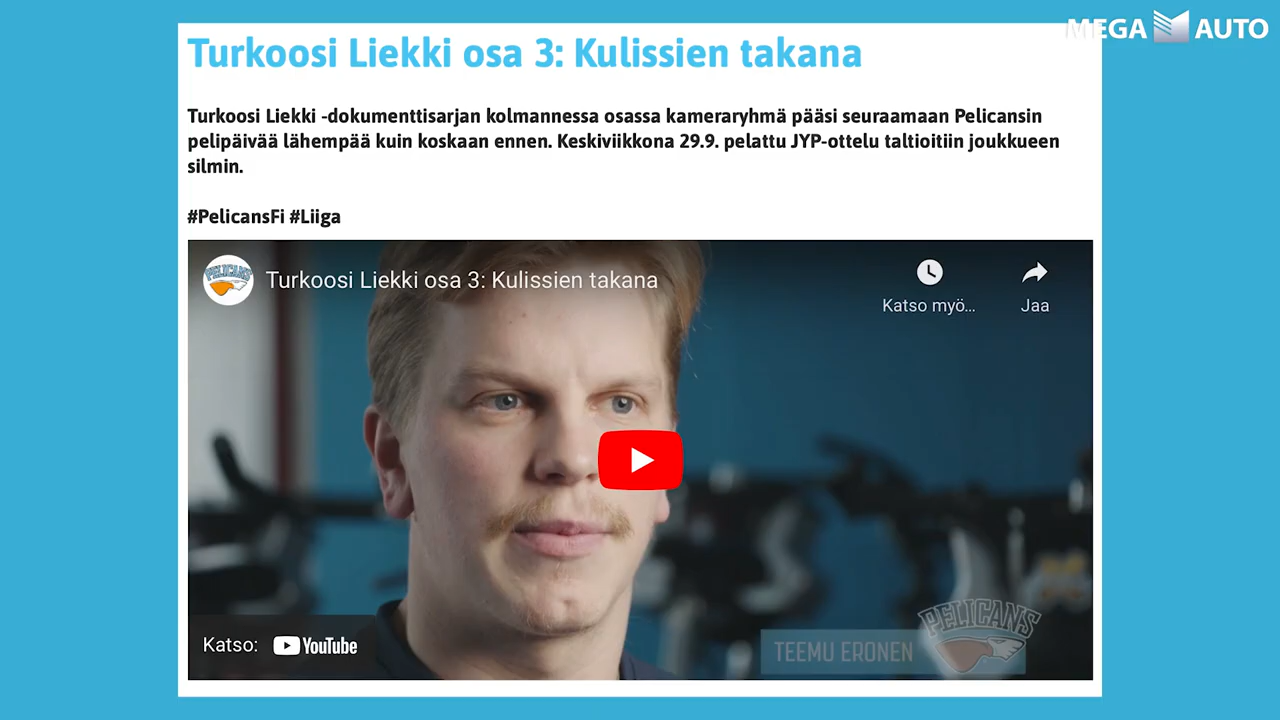 MEGA AUTO
Turkoosi Liekki osa 3: Kulissien takana
Turkoosi Liekki -dokumenttisarjan kolmannessa osassa kameraryhmä pääsi seuraamaan Pelicansin
pelipäivää lähempää kuin koskaan ennen. Keskiviikkona 29.9. pelattu JYP-ottelu taltioitiin joukkueen
silmin.
#PelicansFi #Liiga
PELICANS
Turkoosi Liekki osa 3: Kulissien takana
Katso myö...
Jaa
PELICANS
TEEMU ERONEN
Katso: YouTube